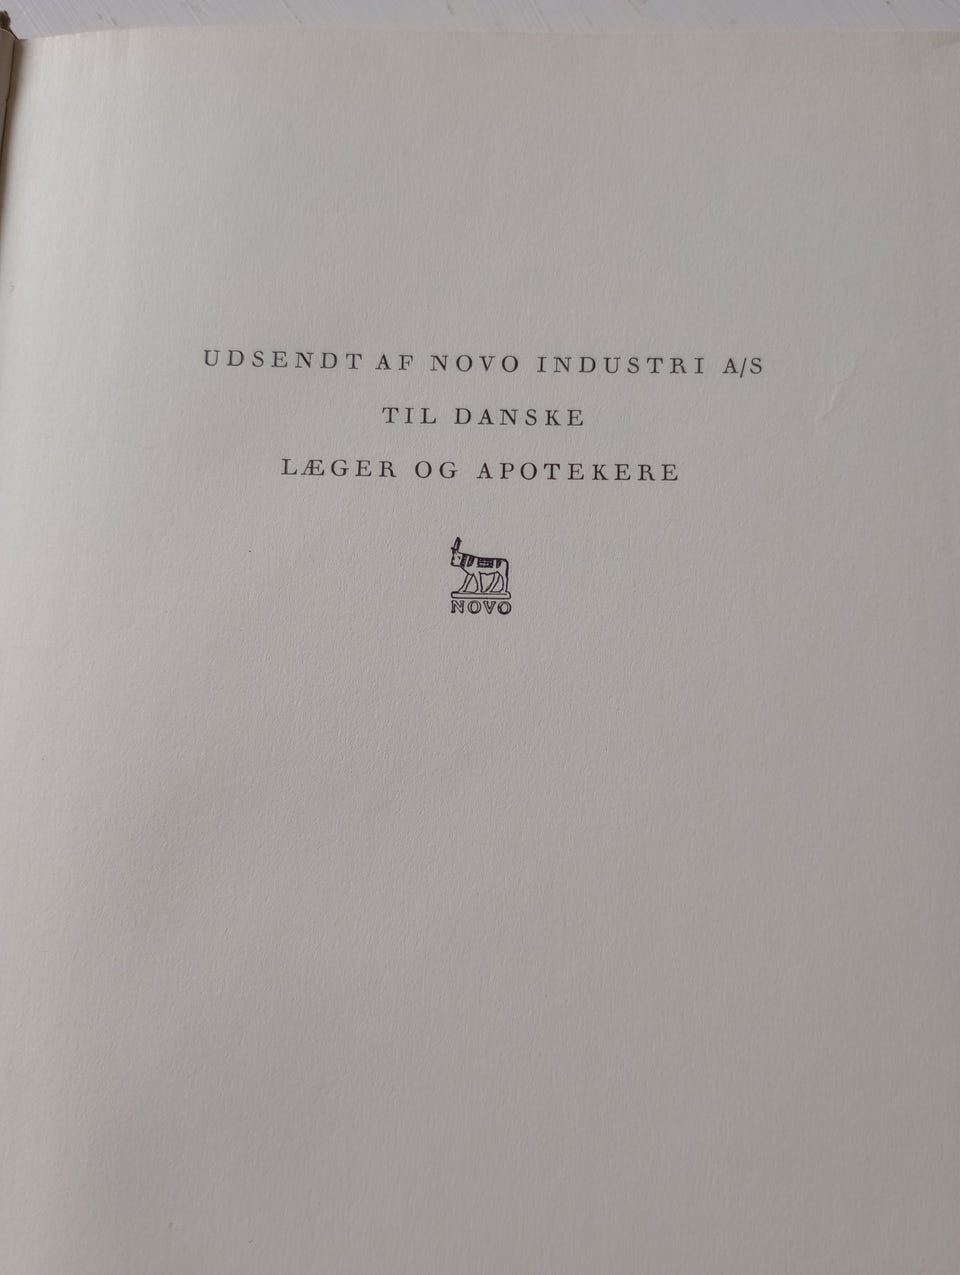 UDSENDT AF NOVO INDUSTRI A/S
TIL DANSKE
LÆGER OG APOTEKERE
NOVO